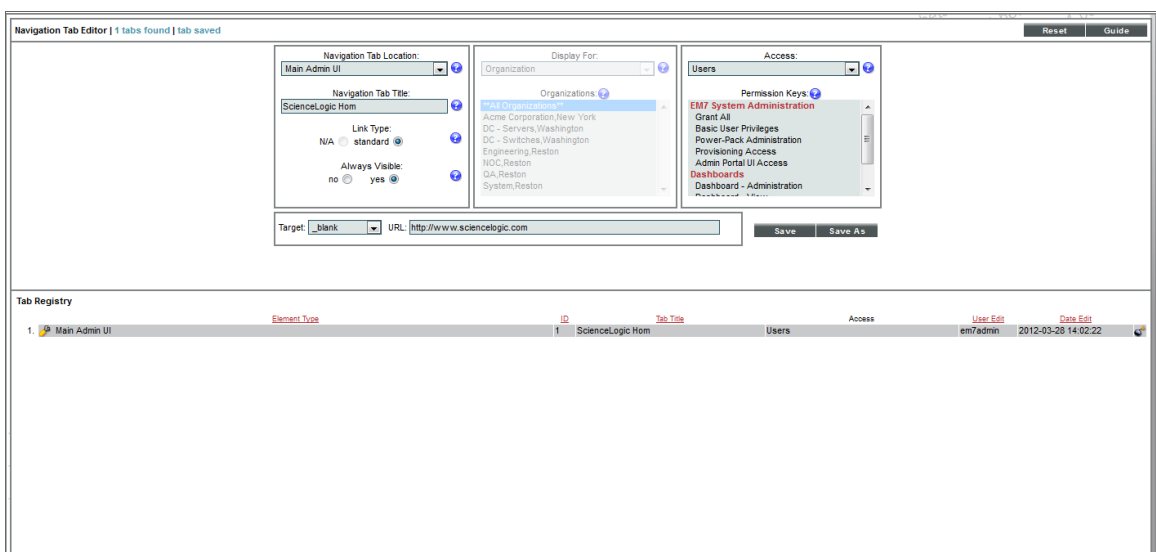 Navigation Tab Editor | 1 tabs found | tab saved
Reset
Guide
Navigation Tab Location:
Main Admin UI
Navigation Tab Title:
ScienceLogic Hom
Link Type:
N/A standard
Always Visible:
no yes
Display For:
Organization
Organizations:
**All Organizations**
Acme Corporation,New York
DC - Servers,Washington
DC - Switches,Washington
Engineering,Reston
NOC,Reston
QA,Reston
System,Reston
Access:
Users
Permission Keys:
EM7 System Administration
Grant All
Basic User Privileges
Power-Pack Administration
Provisioning Access
Admin Portal UI Access
Dashboards
Dashboard - Administration
Dashboard - View
Target: _blank URL: http://www.sciencelogic.com
Save
Save As
Tab Registry
Element Type ID Tab Title Access User Edit Date Edit
1. Main Admin UI 1 ScienceLogic Hom Users em7admin 2012-03-28 14:02:22